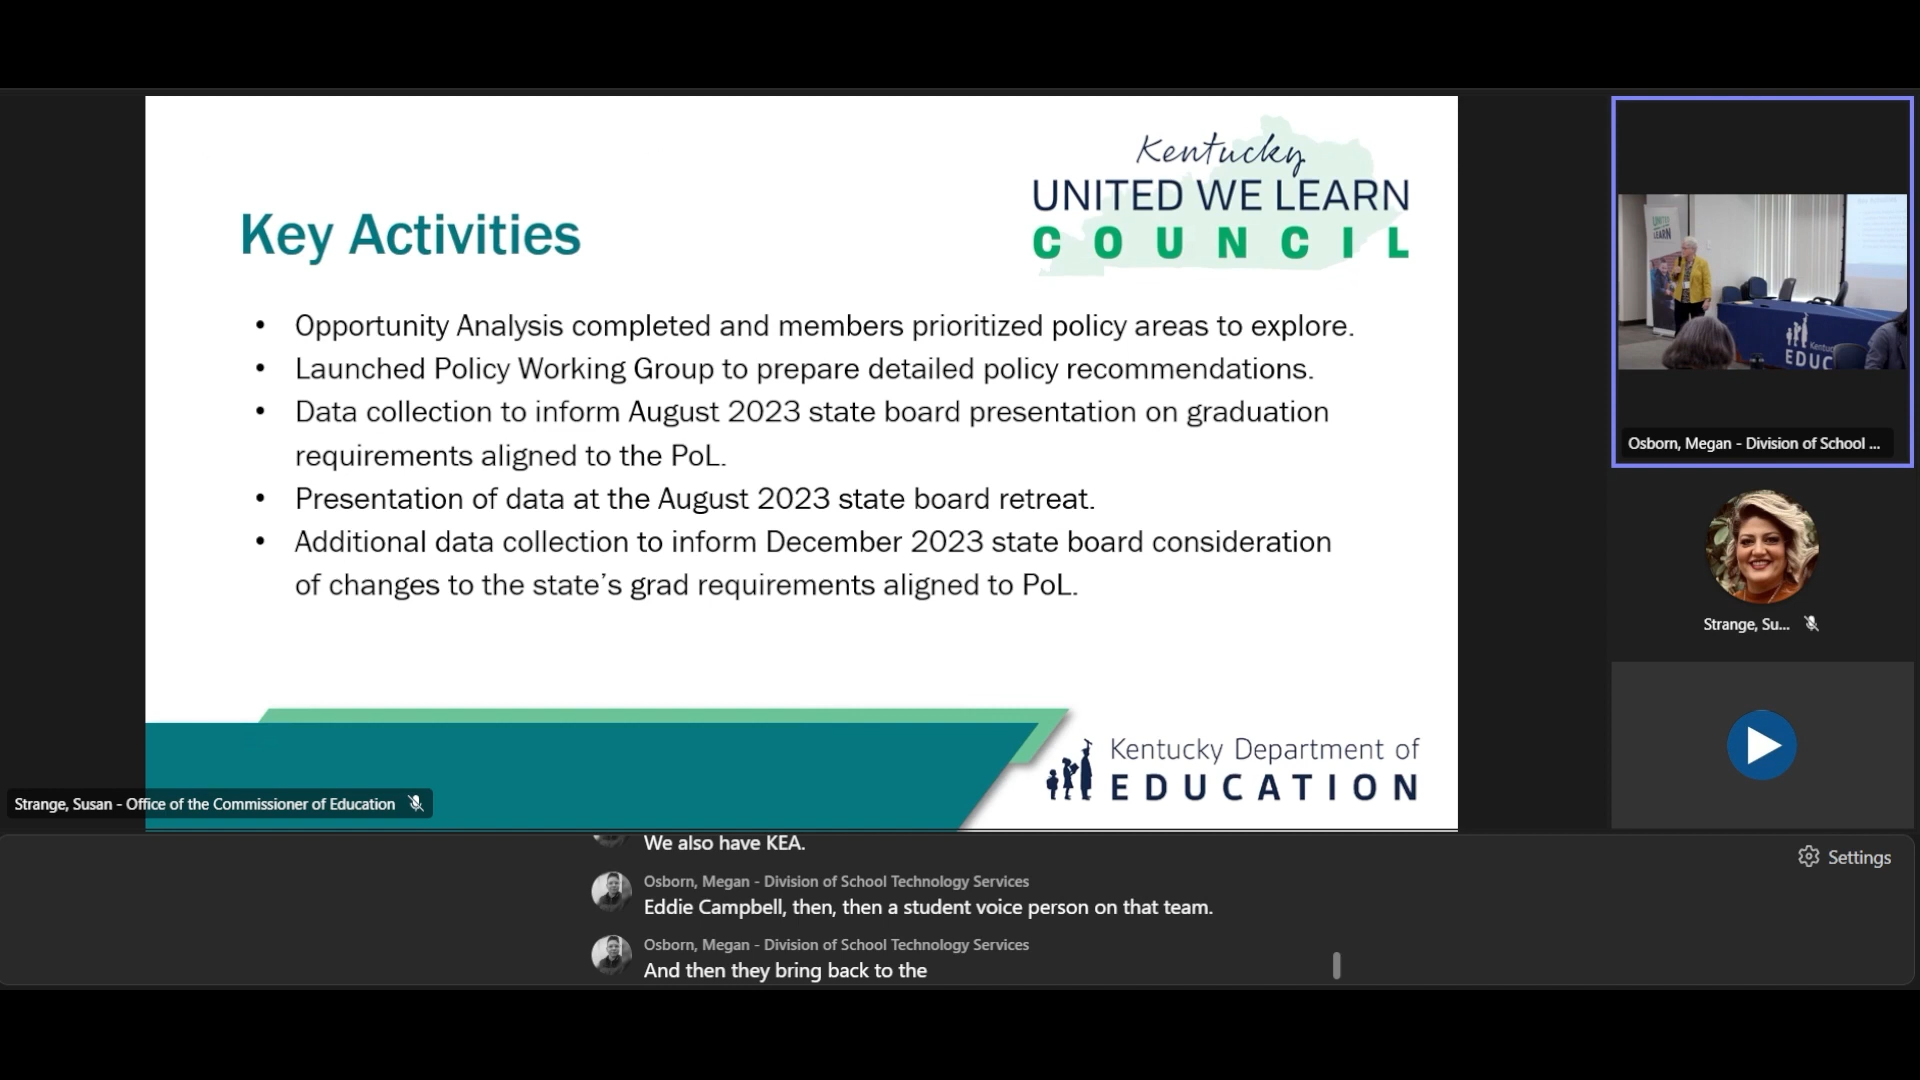 Kentucky
UNITED WE LEARN
COUNCIL
Key Activities
• Opportunity Analysis completed and members prioritized policy areas to explore.
• Launched Policy Working Group to prepare detailed policy recommendations.
• Data collection to inform August 2023 state board presentation on graduation
requirements aligned to the PoL.
• Presentation of data at the August 2023 state board retreat.
• Additional data collection to inform December 2023 state board consideration
of changes to the state's grad requirements aligned to PoL.
Kentucky Department of
EDUCATION
Strange, Susan - Office of the Commissioner of Education
UNITED
LEARN
Kentuc
EDUC
Osborn, Megan - Division of School ...
Strange, Su...
Settings
We also have KEA.
Osborn, Megan - Division of School Technology Services
Eddie Campbell, then, then a student voice person on that team.
Osborn, Megan - Division of School Technology Services
And then they bring back to the